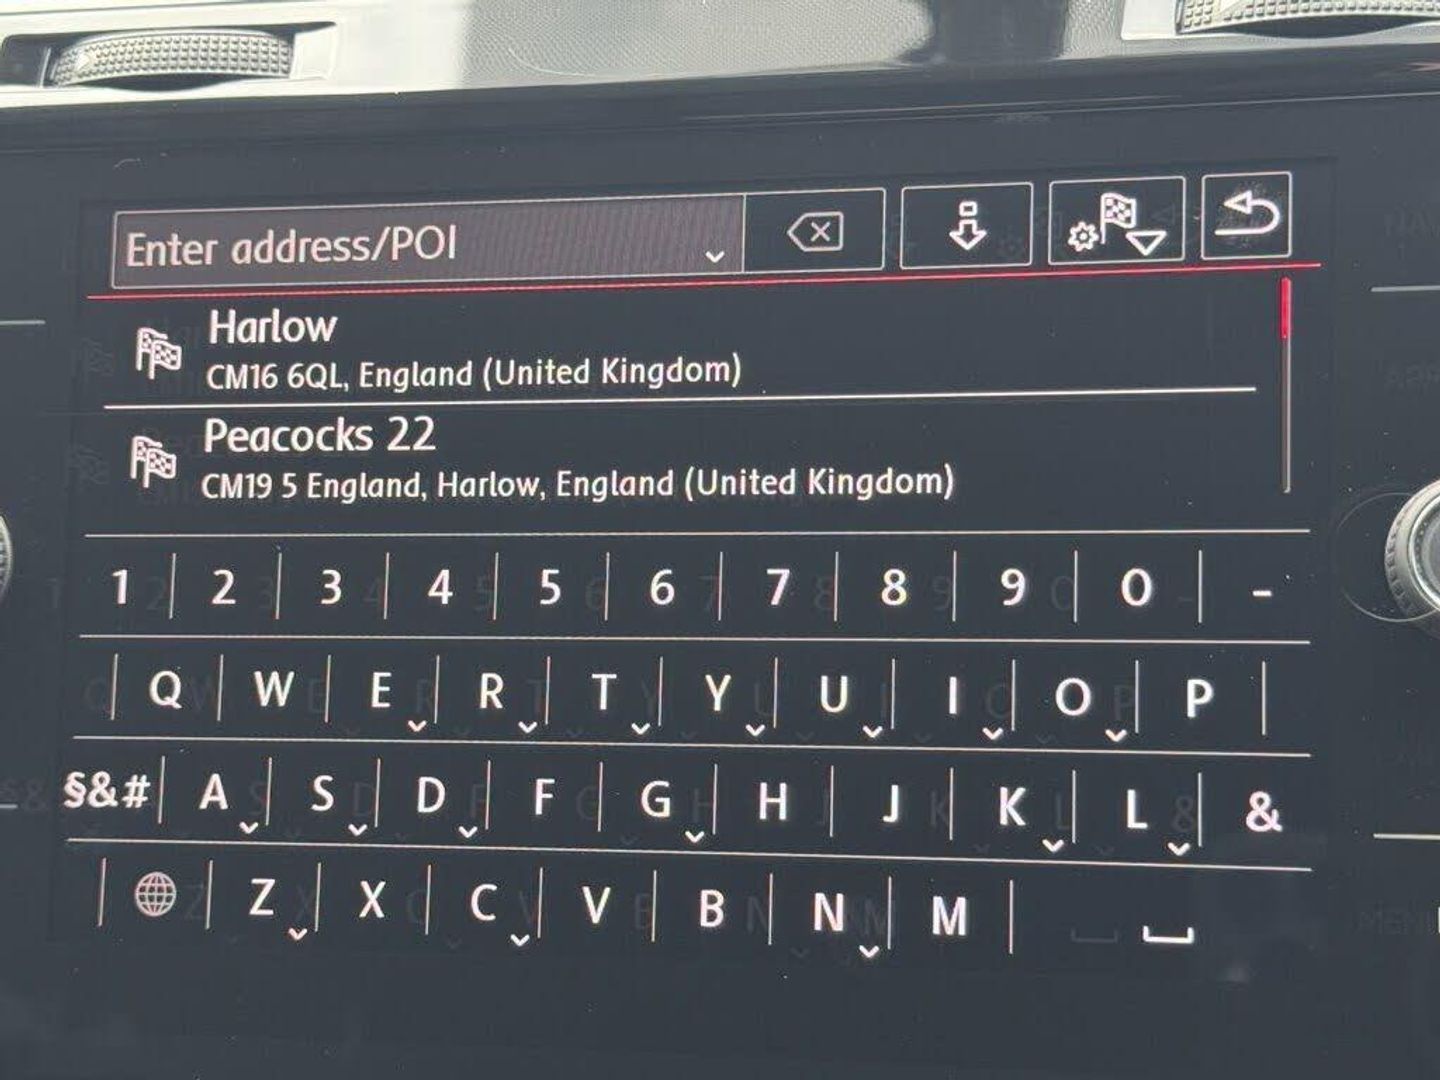 Enter address/POI
Harlow
CM16 6QL, England (United Kingdom)
Peacocks 22
CM19 5 England, Harlow, England (United Kingdom)
1 2 3 4 5 6 7 8 9 0 -
Q W E R T Y U I O P
§&# A S D F G H J K L &
Z X C V B N M
MENU